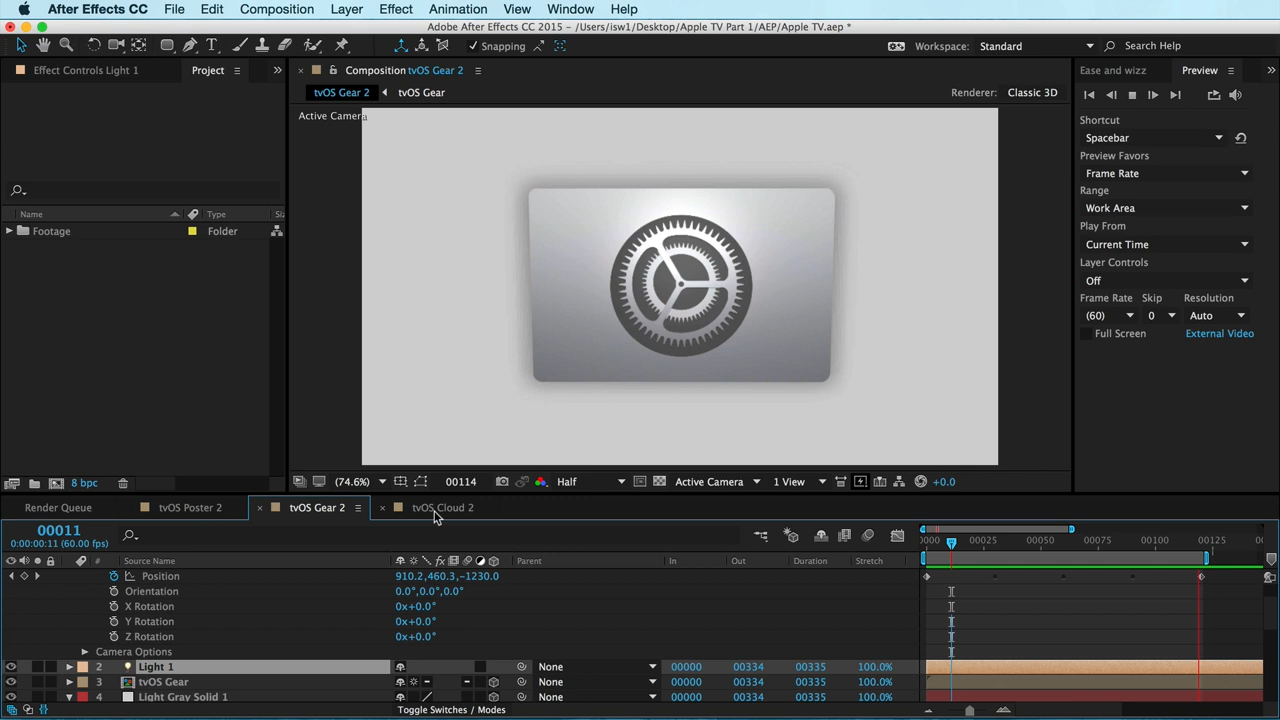 After Effects CC File Edit Composition Layer Effect Animation View Window Help
Adobe After Effects CC 2015 - /Users/isw1/Desktop/Apple TV Part 1/AEP/Apple TV.aep *
Snapping Workspace: Standard Search Help
Effect Controls Light 1 Project
Composition tvOS Gear 2
Ease and wizz Preview
tvOS Gear 2 tvOS Gear Renderer: Classic 3D
Active Camera
Shortcut
Spacebar
Preview Favors
Frame Rate
Range
Work Area
Play From
Current Time
Layer Controls
Off
Frame Rate Skip Resolution
(60) 0 Auto
Full Screen External Video
Name Type Si
Footage Folder
8 bpc
(74.6%) 00114 Half Active Camera 1 View +0.0
Render Queue tvOS Poster 2 tvOS Gear 2 tvOS Cloud 2
00011
0:00:00:11 (60.00 fps)
00025 00050 00075 00100 00125
# Source Name Parent In Out Duration Stretch
Position 910.2,460.3,-1230.0
Orientation 0.0°,0.0°,0.0°
X Rotation 0x+0.0°
Y Rotation 0x+0.0°
Z Rotation 0x+0.0°
Camera Options
2 Light 1 None 00000 00334 00335 100.0%
3 tvOS Gear None 00000 00334 00335 100.0%
4 Light Gray Solid 1 None 00000 00334 00335 100.0%
Toggle Switches / Modes